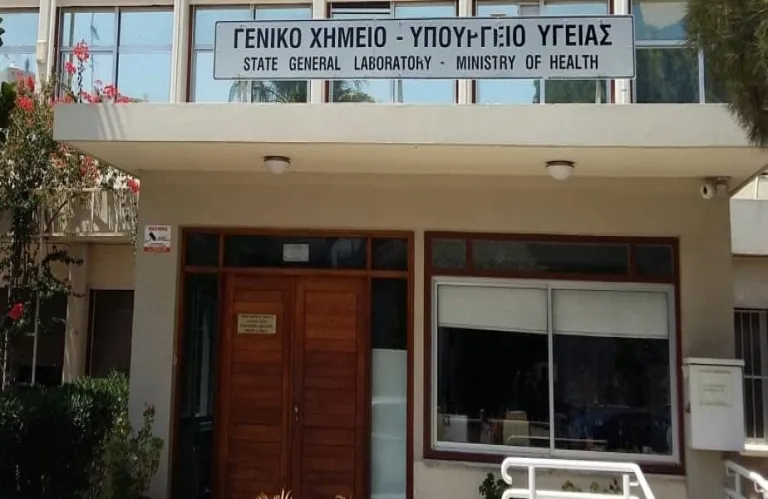 ΓΕΝΙΚΟ ΧΗΜΕΙΟ - ΥΠΟΥΡΓΕΙΟ ΥΓΕΙΑΣ
STATE GENERAL LABORATORY - MINISTRY OF HEALTH